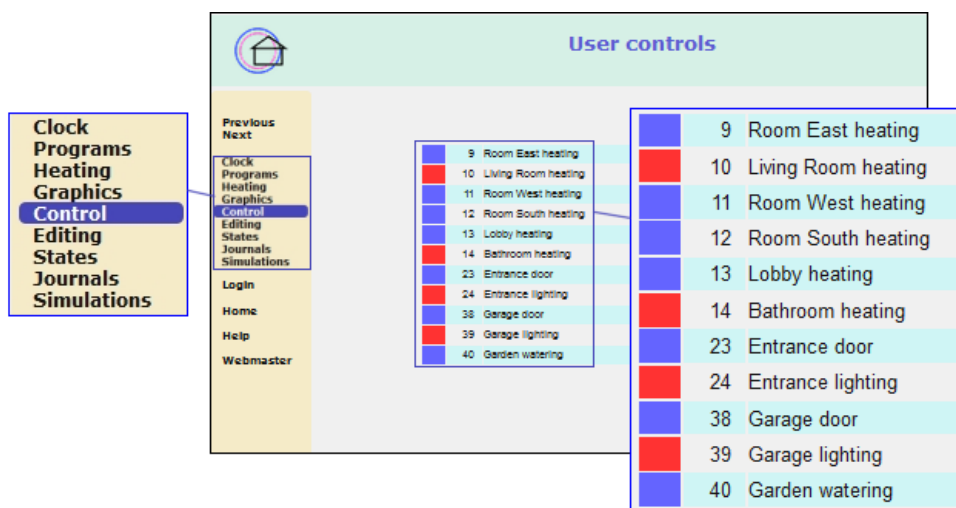 User controls
Clock
Programs
Heating
Graphics
Control
Editing
States
Journals
Simulations
Previous
Next
Clock
Programs
Heating
Graphics
Control
Editing
States
Journals
Simulations
Login
Home
Help
Webmaster
9 Room East heating
10 Living Room heating
11 Room West heating
12 Room South heating
13 Lobby heating
14 Bathroom heating
23 Entrance door
24 Entrance lighting
38 Garage door
39 Garage lighting
40 Garden watering
9 Room East heating
10 Living Room heating
11 Room West heating
12 Room South heating
13 Lobby heating
14 Bathroom heating
23 Entrance door
24 Entrance lighting
38 Garage door
39 Garage lighting
40 Garden watering